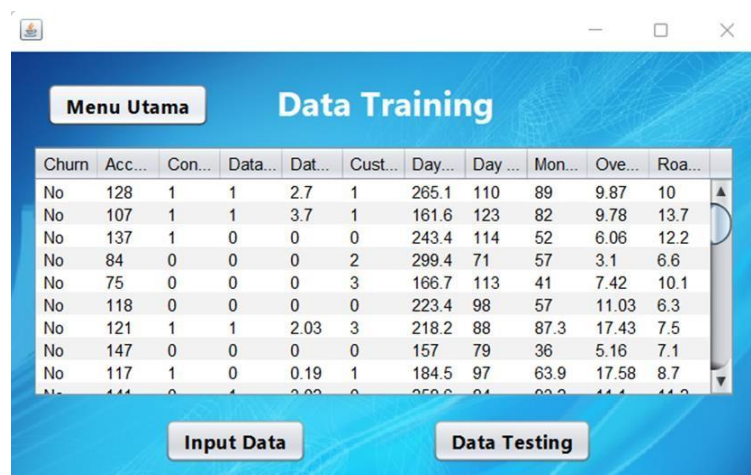 Menu Utama
Data Training
Churn Acc... Con... Data... Dat... Cust... Day... Day ... Mon... Ove... Roa...
No 128 1 1 2.7 1 265.1 110 89 9.87 10
No 107 1 1 3.7 1 161.6 123 82 9.78 13.7
No 137 1 0 0 0 243.4 114 52 6.06 12.2
No 84 0 0 0 2 299.4 71 57 3.1 6.6
No 75 0 0 0 3 166.7 113 41 7.42 10.1
No 118 0 0 0 0 223.4 98 57 11.03 6.3
No 121 1 1 2.03 3 218.2 88 87.3 17.43 7.5
No 147 0 0 0 0 157 79 36 5.16 7.1
No 117 1 0 0.19 1 184.5 97 63.9 17.58 8.7
Input Data
Data Testing